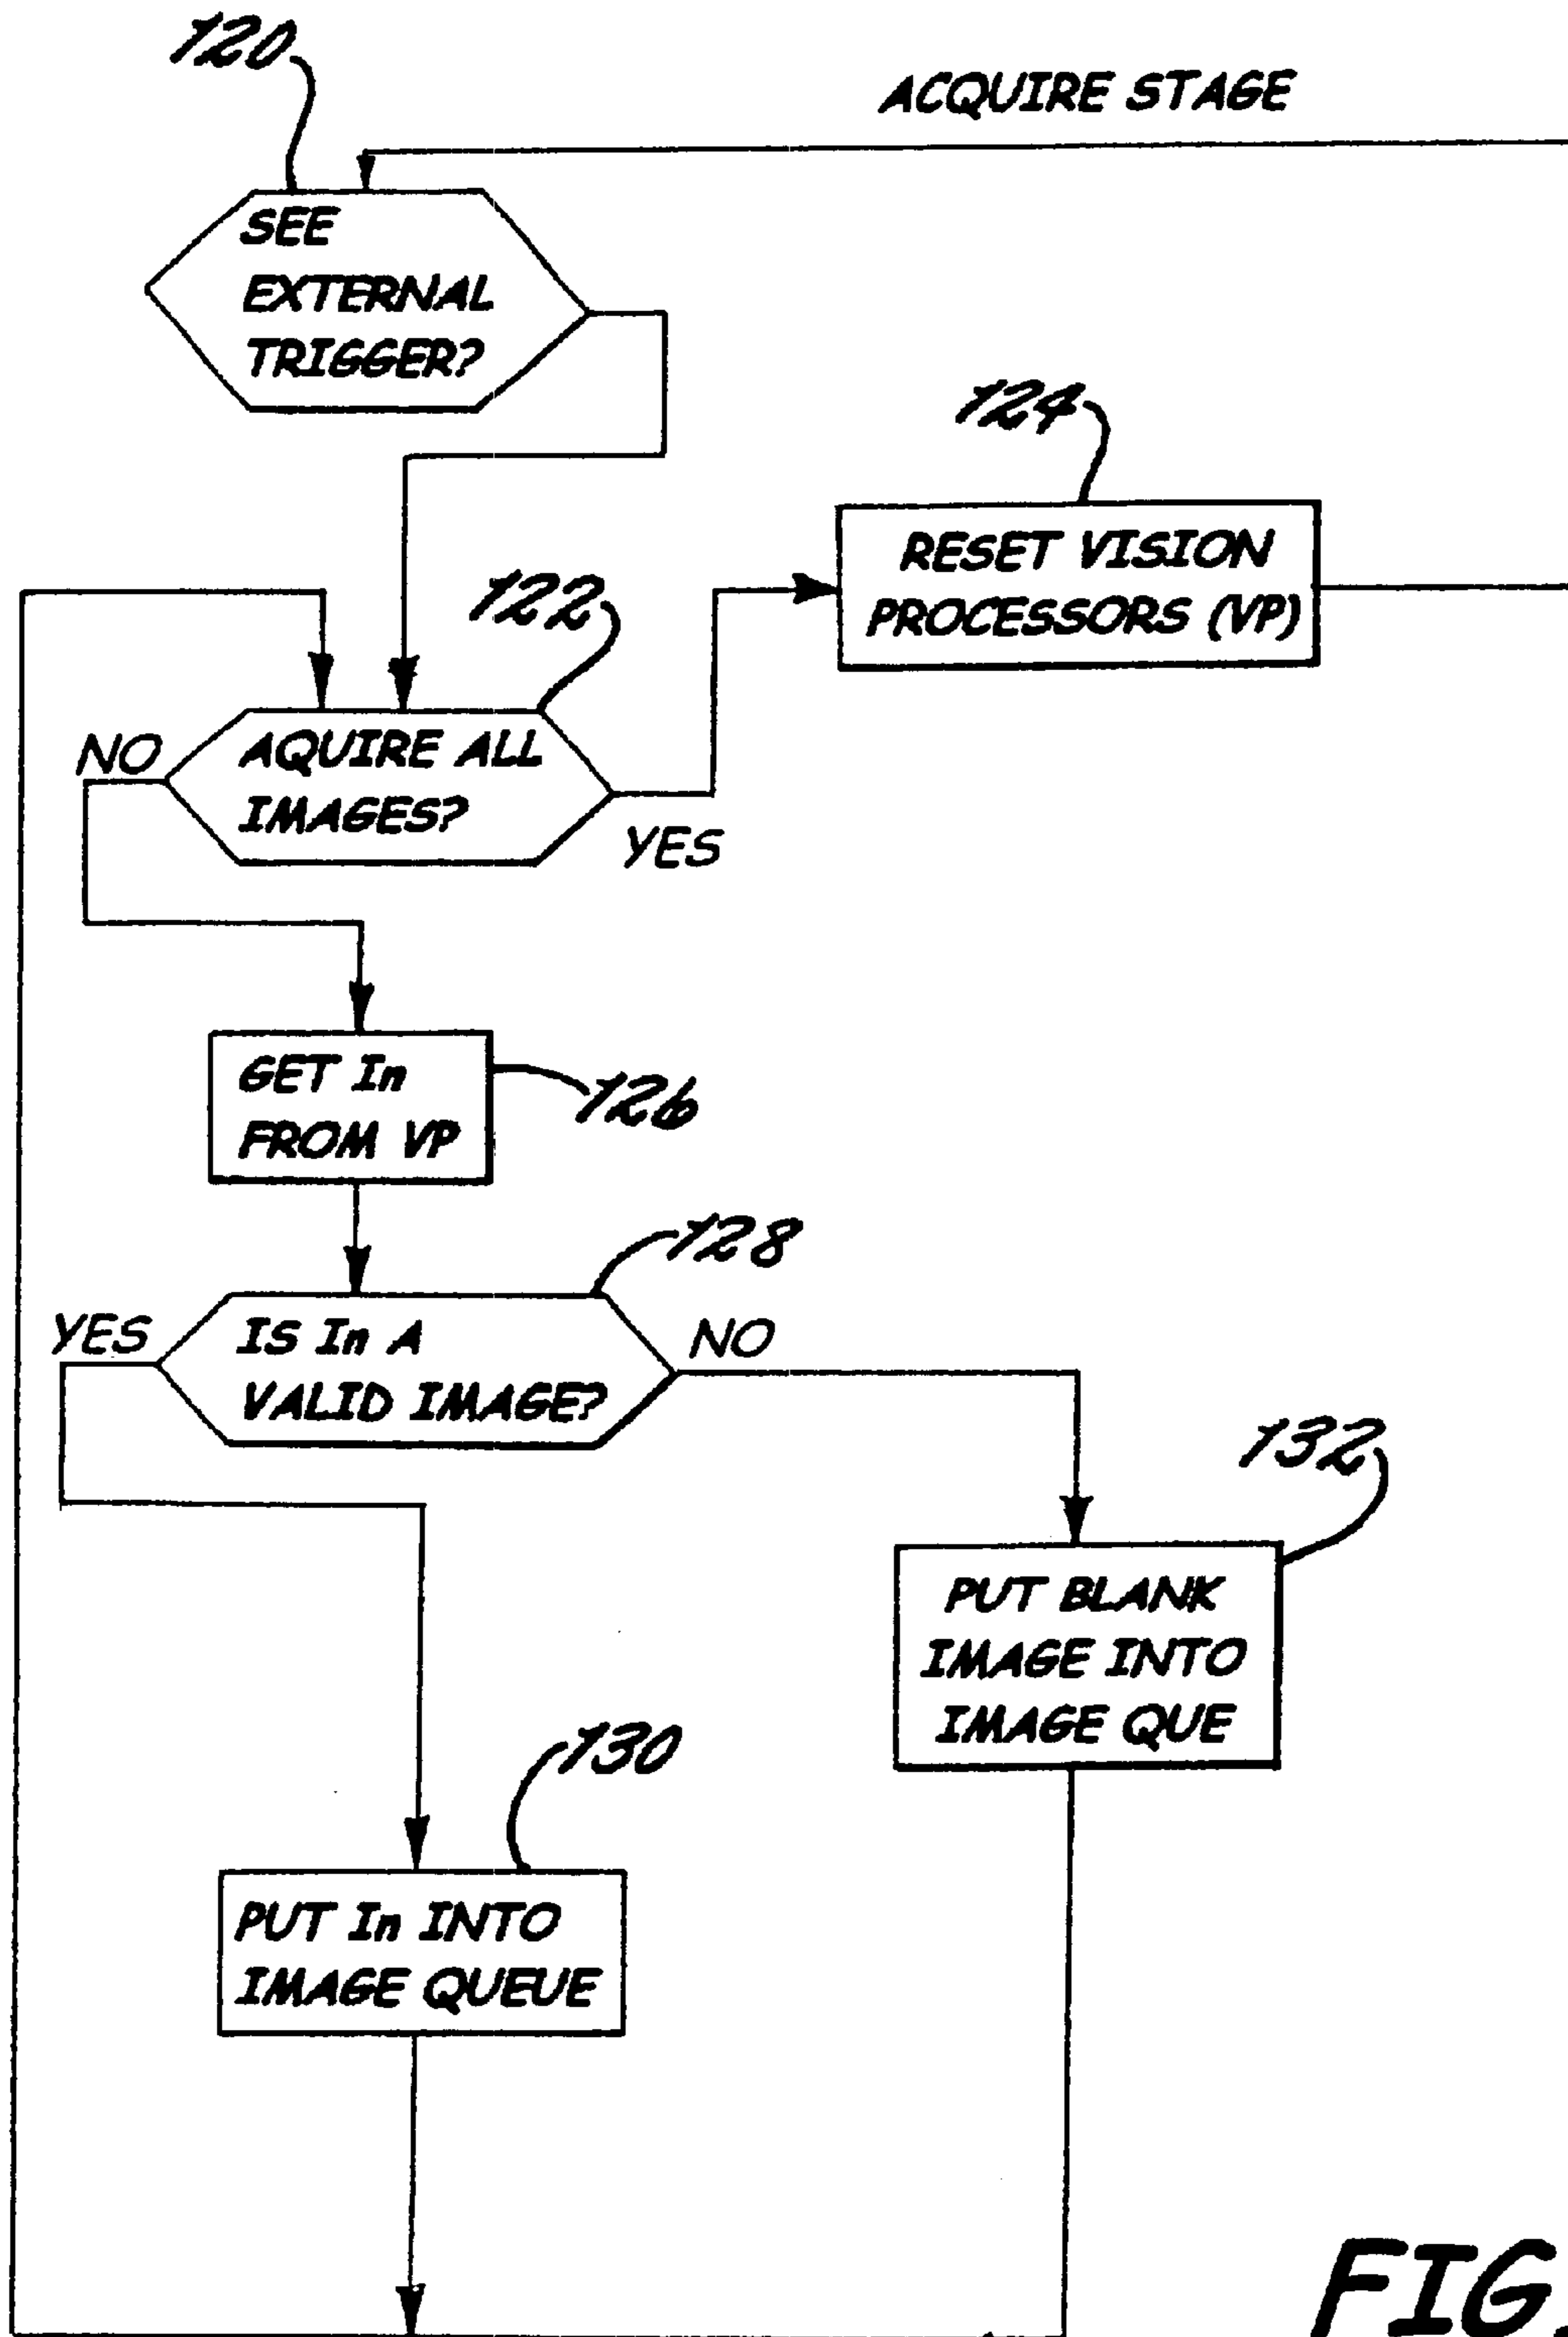 120
ACQUIRE STAGE
SEE
EXTERNAL
TRIGGER?
124
RESET VISION
PROCESSORS (VP)
122
NO
AQUIRE ALL
IMAGES?
YES
GET In
FROM VP
126
128
YES
IS In A
VALID IMAGE?
NO
132
PUT BLANK
IMAGE INTO
IMAGE QUE
130
PUT In INTO
IMAGE QUEUE
FIG.